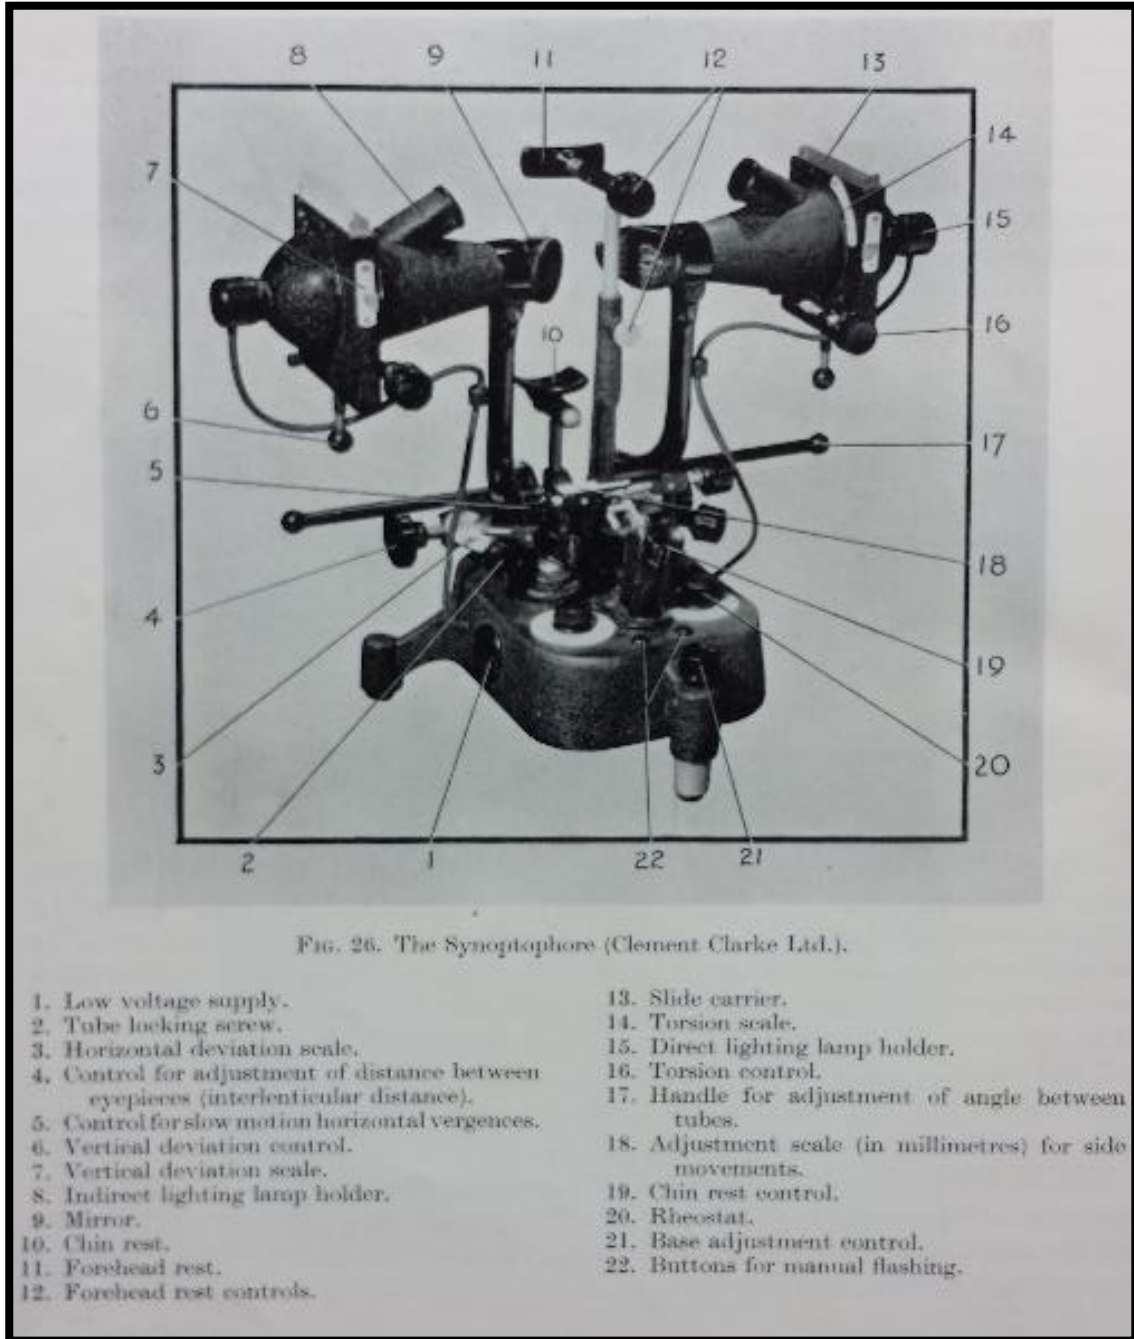 8 9 11 12 13
14
7
15
10
16
6
17
5
18
4
19
3
20
2 1 22 21
FIG. 26. The Synoptophore (Clement Clarke Ltd.).
1. Low voltage supply.
2. Tube locking screw.
3. Horizontal deviation scale.
4. Control for adjustment of distance between
eyepieces (interlenticular distance).
5. Control for slow motion horizontal vergences.
6. Vertical deviation control.
7. Vertical deviation scale.
8. Indirect lighting lamp holder.
9. Mirror.
10. Chin rest.
11. Forehead rest.
12. Forehead rest controls.
13. Slide carrier.
14. Torsion scale.
15. Direct lighting lamp holder.
16. Torsion control.
17. Handle for adjustment of angle between
tubes.
18. Adjustment scale (in millimetres) for side
movements.
19. Chin rest control.
20. Rheostat.
21. Base adjustment control.
22. Buttons for manual flashing.